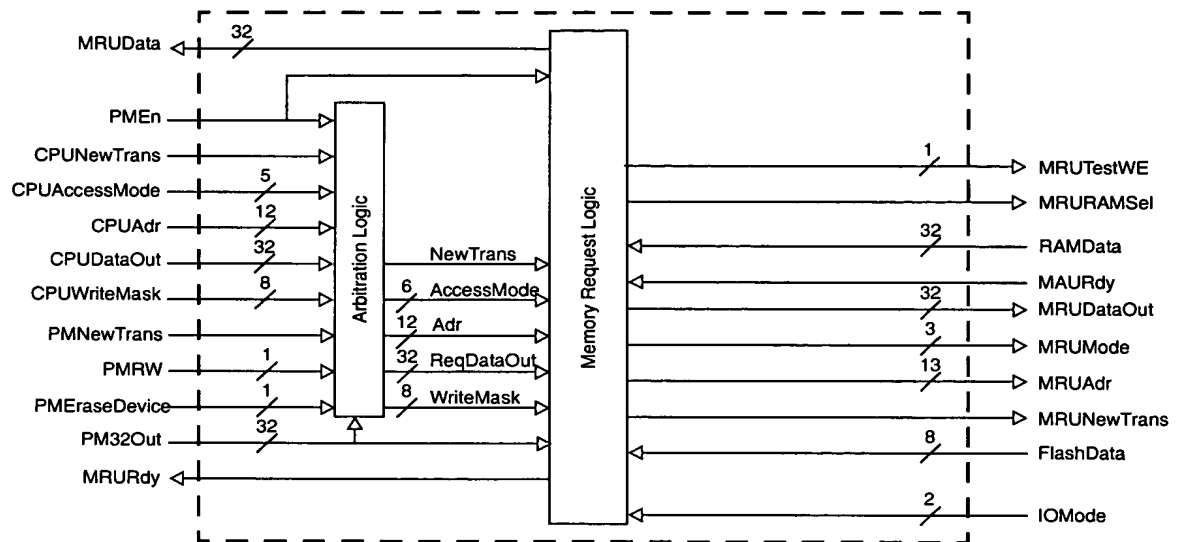 MRUData
32
PMEn
CPUNewTrans
CPUAccessMode
5
CPUAdr
12
CPUDataOut
32
CPUWriteMask
8
PMNewTrans
PMRW
1
PMEraseDevice
1
PM32Out
32
MRURdy
Arbitration Logic
NewTrans
6
AccessMode
12
Adr
32
ReqDataOut
8
WriteMask
Memory Request Logic
1
MRUTestWE
MRURAMSel
32
RAMData
MAURdy
32
MRUDataOut
3
MRUMode
13
MRUAdr
MRUNewTrans
8
FlashData
2
IOMode